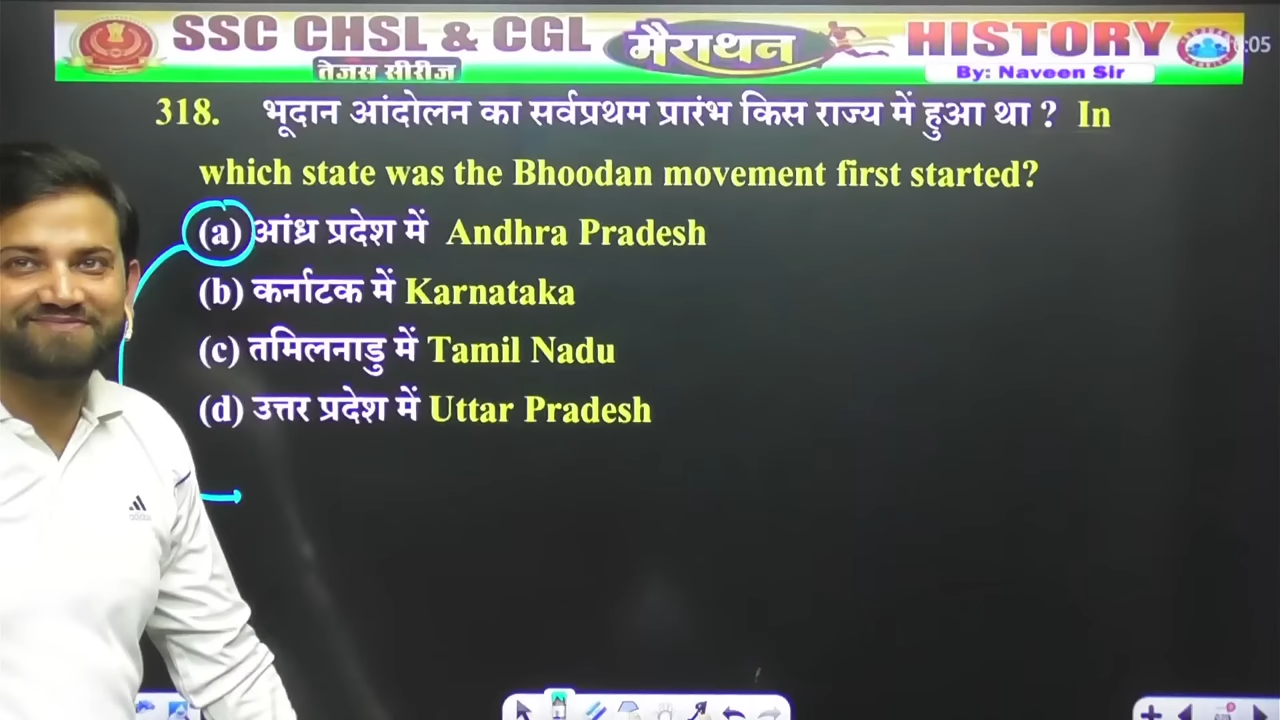 SSC CHSL & CGL मैराथन HISTORY
तेजस सीरीज By: Naveen Sir
318. भूदान आंदोलन का सर्वप्रथम प्रारंभ किस राज्य में हुआ था ? In
which state was the Bhoodan movement first started?
(a) आंध्र प्रदेश में Andhra Pradesh
(b) कर्नाटक में Karnataka
(c) तमिलनाडु में Tamil Nadu
(d) उत्तर प्रदेश में Uttar Pradesh